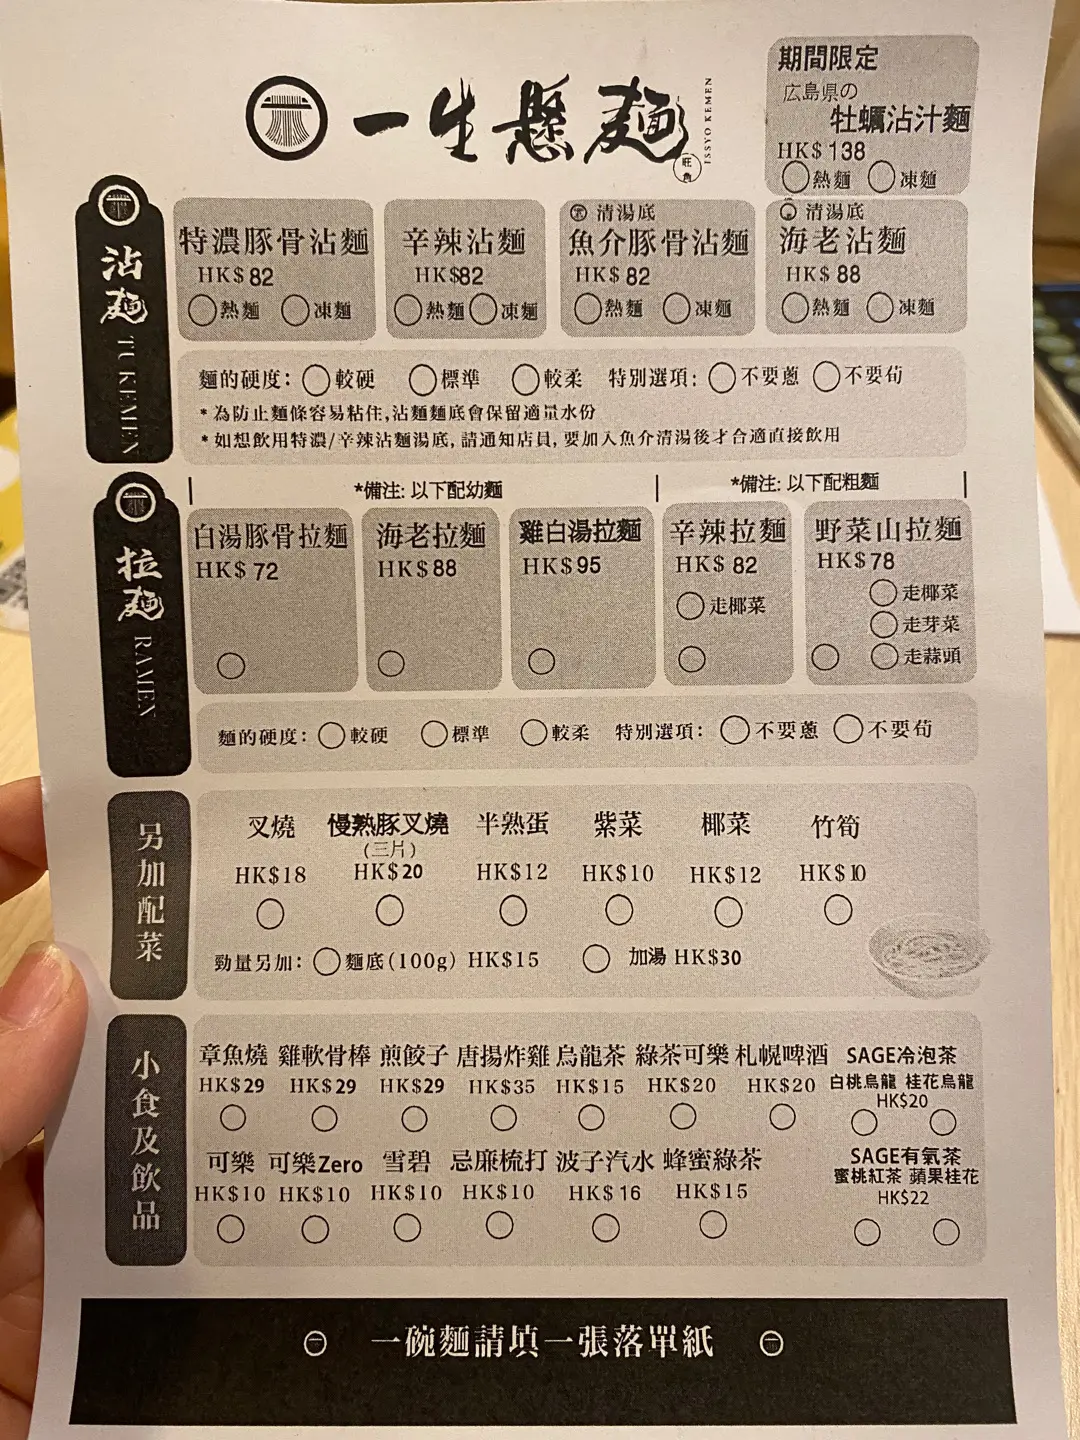 一生懸麵
ISSYO KEMEN
旺角
期間限定
広島県の
牡蠣沾汁麵
HK$ 138
熱麵 凍麵
沾麵 TUKEMEN
特濃豚骨沾麵
HK$ 82
熱麵 凍麵
辛辣沾麵
HK$82
熱麵 凍麵
清湯底
魚介豚骨沾麵
HK$ 82
熱麵 凍麵
清湯底
海老沾麵
HK$ 88
熱麵 凍麵
麵的硬度: 較硬 標準 較柔 特別選項: 不要蔥 不要荀
* 為防止麵條容易粘住,沾麵麵底會保留適量水份
* 如想飲用特濃/辛辣沾麵湯底, 請通知店員, 要加入魚介清湯後才合適直接飲用
拉麵 RAMEN
*備注: 以下配幼麵
*備注: 以下配粗麵
白湯豚骨拉麵
HK$ 72
海老拉麵
HK$ 88
雞白湯拉麵
HK$ 95
辛辣拉麵
HK$ 82
走椰菜
野菜山拉麵
HK$ 78
走椰菜
走芽菜
走蒜頭
麵的硬度: 較硬 標準 較柔 特別選項: 不要蔥 不要荀
另加配菜
叉燒 慢熟豚叉燒 半熟蛋 紫菜 椰菜 竹筍
(三片)
HK$18 HK$20 HK$12 HK$10 HK$12 HK$10
勁量另加: 麵底(100g) HK$15 加湯 HK$30
小食及飲品
章魚燒 雞軟骨棒 煎餃子 唐揚炸雞 烏龍茶 綠茶可樂 札幌啤酒 SAGE冷泡茶
HK$29 HK$29 HK$29 HK$35 HK$15 HK$20 HK$20 白桃烏龍 桂花烏龍
HK$20
可樂 可樂Zero 雪碧 忌廉梳打 波子汽水 蜂蜜綠茶 SAGE有氣茶
蜜桃紅茶 蘋果桂花
HK$10 HK$10 HK$10 HK$10 HK$16 HK$15 HK$22
一碗麵請填一張落單紙